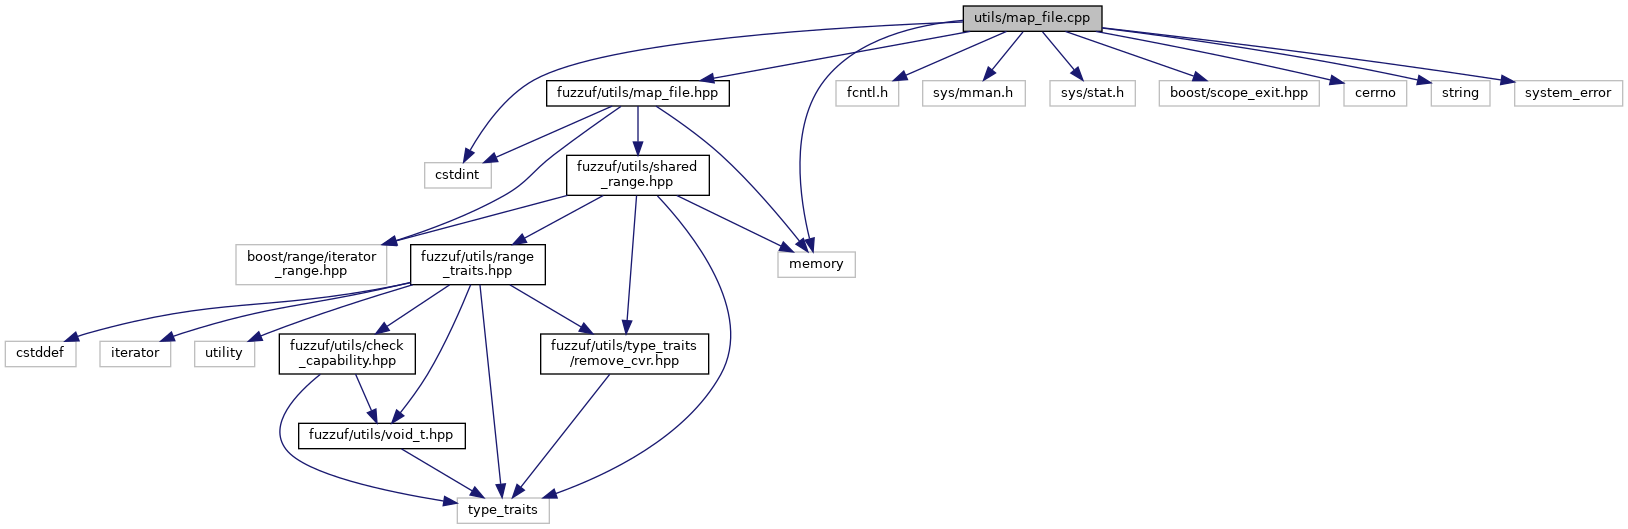 utils/map_file.cpp
fuzzuf/utils/map_file.hpp
fcntl.h
sys/mman.h
sys/stat.h
boost/scope_exit.hpp
cerrno
string
system_error
cstdint
fuzzuf/utils/shared
_range.hpp
boost/range/iterator
_range.hpp
fuzzuf/utils/range
_traits.hpp
memory
cstddef
iterator
utility
fuzzuf/utils/check
_capability.hpp
fuzzuf/utils/type_traits
/remove_cvr.hpp
fuzzuf/utils/void_t.hpp
type_traits